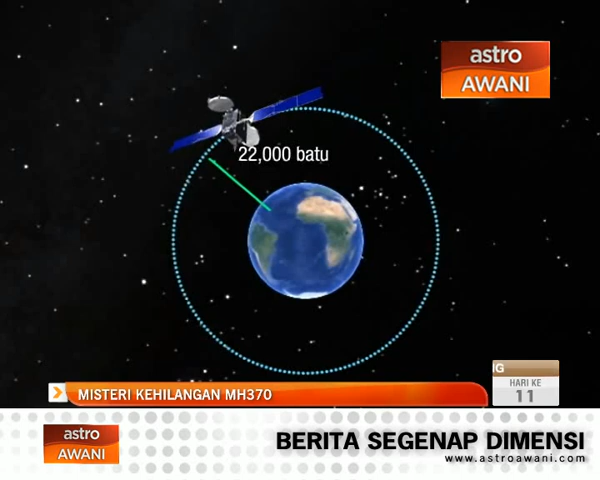 astro
AWANI
22,000 batu
G
HARI KE
11
MISTERI KEHILANGAN MH370
astro
AWANI
BERITA SEGENAP DIMENSI
www.astroawani.com